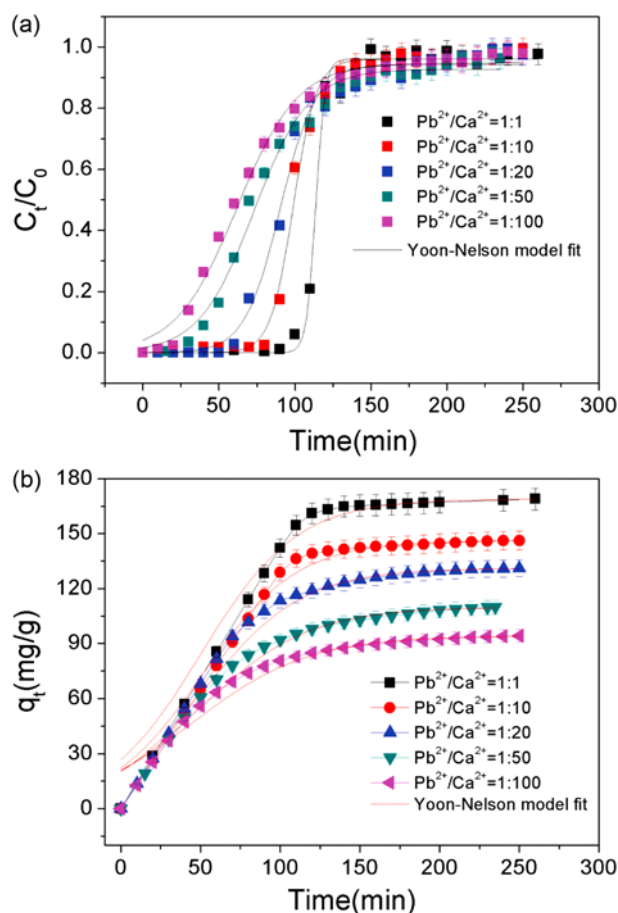 (a)
1.0
0.8
0.6
0.4
0.2
0.0
Cₜ/C₀
Pb²⁺/Ca²⁺=1:1
Pb²⁺/Ca²⁺=1:10
Pb²⁺/Ca²⁺=1:20
Pb²⁺/Ca²⁺=1:50
Pb²⁺/Ca²⁺=1:100
Yoon-Nelson model fit
0 50 100 150 200 250 300
Time(min)
(b)
180
150
120
90
60
30
0
qₜ(mg/g)
Pb²⁺/Ca²⁺=1:1
Pb²⁺/Ca²⁺=1:10
Pb²⁺/Ca²⁺=1:20
Pb²⁺/Ca²⁺=1:50
Pb²⁺/Ca²⁺=1:100
Yoon-Nelson model fit
0 50 100 150 200 250 300
Time(min)